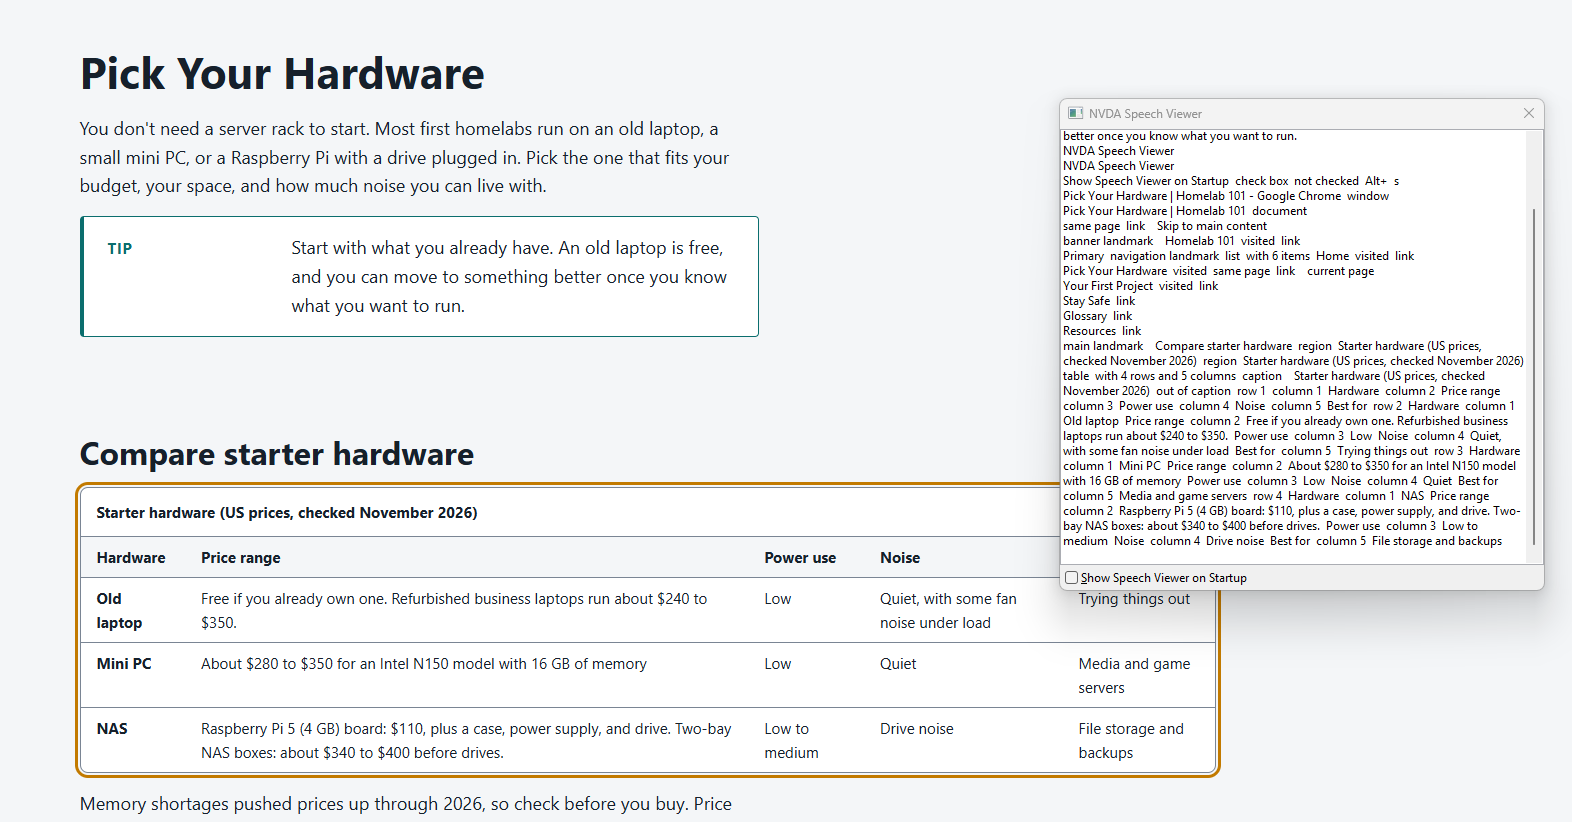 Pick Your Hardware
You don't need a server rack to start. Most first homelabs run on an old laptop, a
small mini PC, or a Raspberry Pi with a drive plugged in. Pick the one that fits your
budget, your space, and how much noise you can live with.
TIP
Start with what you already have. An old laptop is free,
and you can move to something better once you know
what you want to run.
Compare starter hardware
Starter hardware (US prices, checked November 2026)
Hardware Price range Power use Noise
Old laptop Free if you already own one. Refurbished business laptops run about $240 to $350. Low Quiet, with some fan noise under load Trying things out
Mini PC About $280 to $350 for an Intel N150 model with 16 GB of memory Low Quiet Media and game servers
NAS Raspberry Pi 5 (4 GB) board: $110, plus a case, power supply, and drive. Two-bay NAS boxes: about $340 to $400 before drives. Low to medium Drive noise File storage and backups
Memory shortages pushed prices up through 2026, so check before you buy. Price
NVDA Speech Viewer
better once you know what you want to run.
NVDA Speech Viewer
NVDA Speech Viewer
Show Speech Viewer on Startup check box not checked Alt+ s
Pick Your Hardware | Homelab 101 - Google Chrome window
Pick Your Hardware | Homelab 101 document
same page link Skip to main content
banner landmark Homelab 101 visited link
Primary navigation landmark list with 6 items Home visited link
Pick Your Hardware visited same page link current page
Your First Project visited link
Stay Safe link
Glossary link
Resources link
main landmark Compare starter hardware region Starter hardware (US prices,
checked November 2026) region Starter hardware (US prices, checked November 2026)
table with 4 rows and 5 columns caption Starter hardware (US prices, checked
November 2026) out of caption row 1 column 1 Hardware column 2 Price range
column 3 Power use column 4 Noise column 5 Best for row 2 Hardware column 1
Old laptop Price range column 2 Free if you already own one. Refurbished business
laptops run about $240 to $350. Power use column 3 Low Noise column 4 Quiet,
with some fan noise under load Best for column 5 Trying things out row 3 Hardware
column 1 Mini PC Price range column 2 About $280 to $350 for an Intel N150 model
with 16 GB of memory Power use column 3 Low Noise column 4 Quiet Best for
column 5 Media and game servers row 4 Hardware column 1 NAS Price range
column 2 Raspberry Pi 5 (4 GB) board: $110, plus a case, power supply, and drive. Two-
bay NAS boxes: about $340 to $400 before drives. Power use column 3 Low to
medium Noise column 4 Drive noise Best for column 5 File storage and backups
Show Speech Viewer on Startup